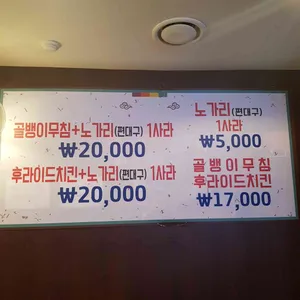 골뱅이무침+노가리(편대구) 1사라
₩20,000
후라이드치킨+노가리(편대구) 1사라
₩20,000
노가리(편대구)
1사라
₩5,000
골뱅이무침
후라이드치킨
₩17,000